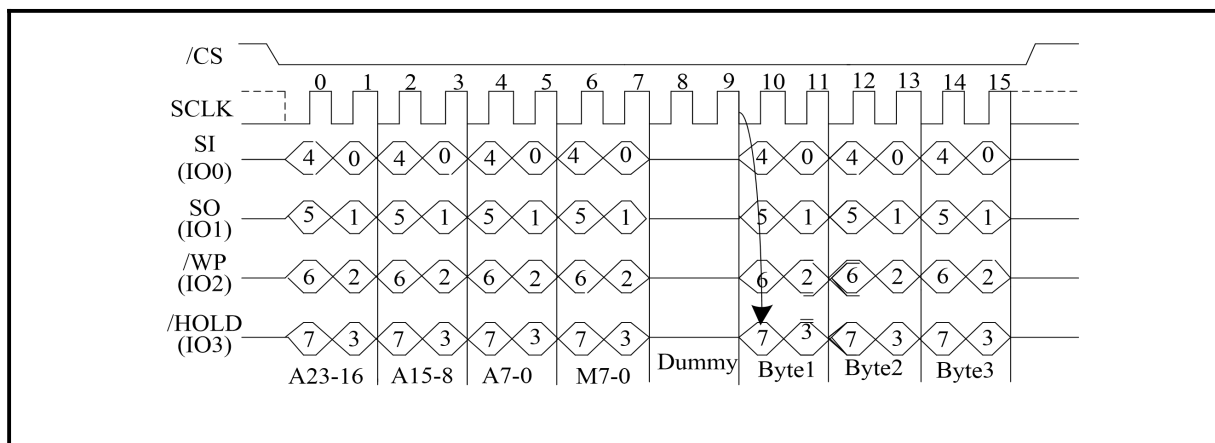 /CS
0 1 2 3 4 5 6 7 8 9 10 11 12 13 14 15
SCLK
SI
(IO0)
4 0 4 0 4 0 4 0 4 0 4 0 4 0
SO
(IO1)
5 1 5 1 5 1 5 1 5 1 5 1 5 1
/WP
(IO2)
6 2 6 2 6 2 6 2 6 2 6 2 6 2
/HOLD
(IO3)
7 3 7 3 7 3 7 3 7 3 7 3 7 3
A23-16 A15-8 A7-0 M7-0 Dummy Byte1 Byte2 Byte3